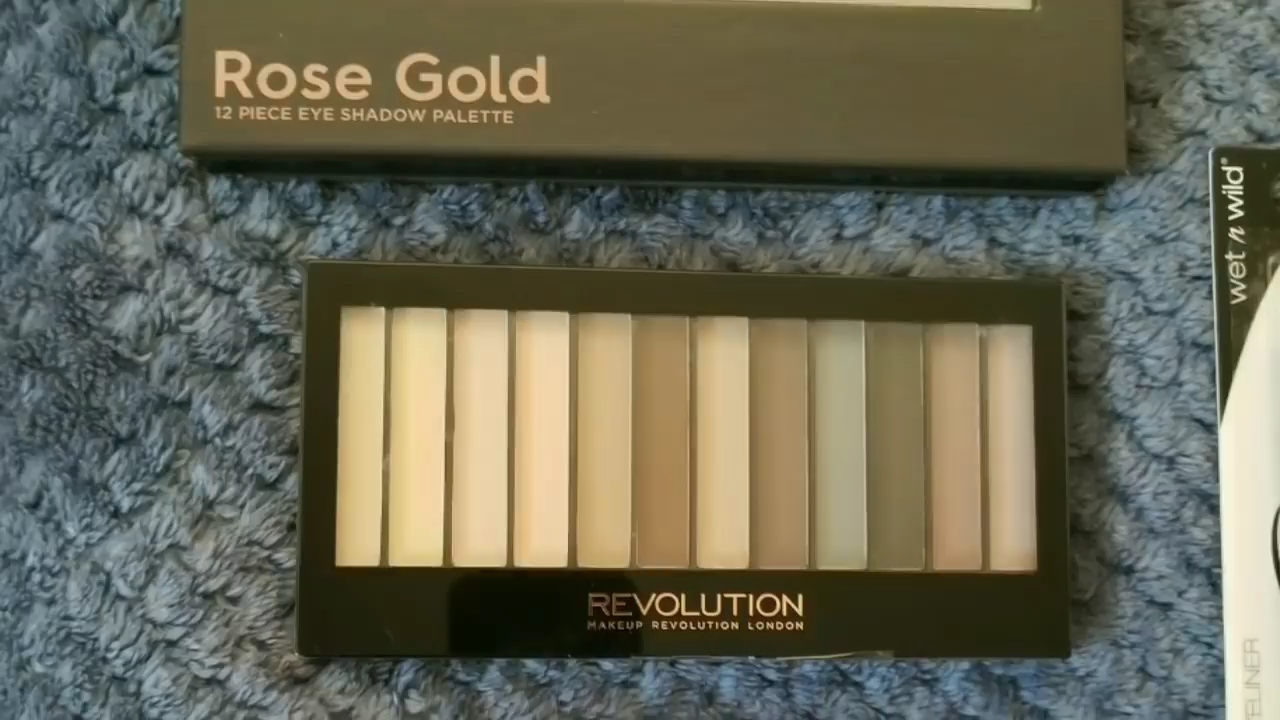 Rose Gold
12 PIECE EYE SHADOW PALETTE
wet n wild®
REVOLUTION
MAKEUP REVOLUTION LONDON